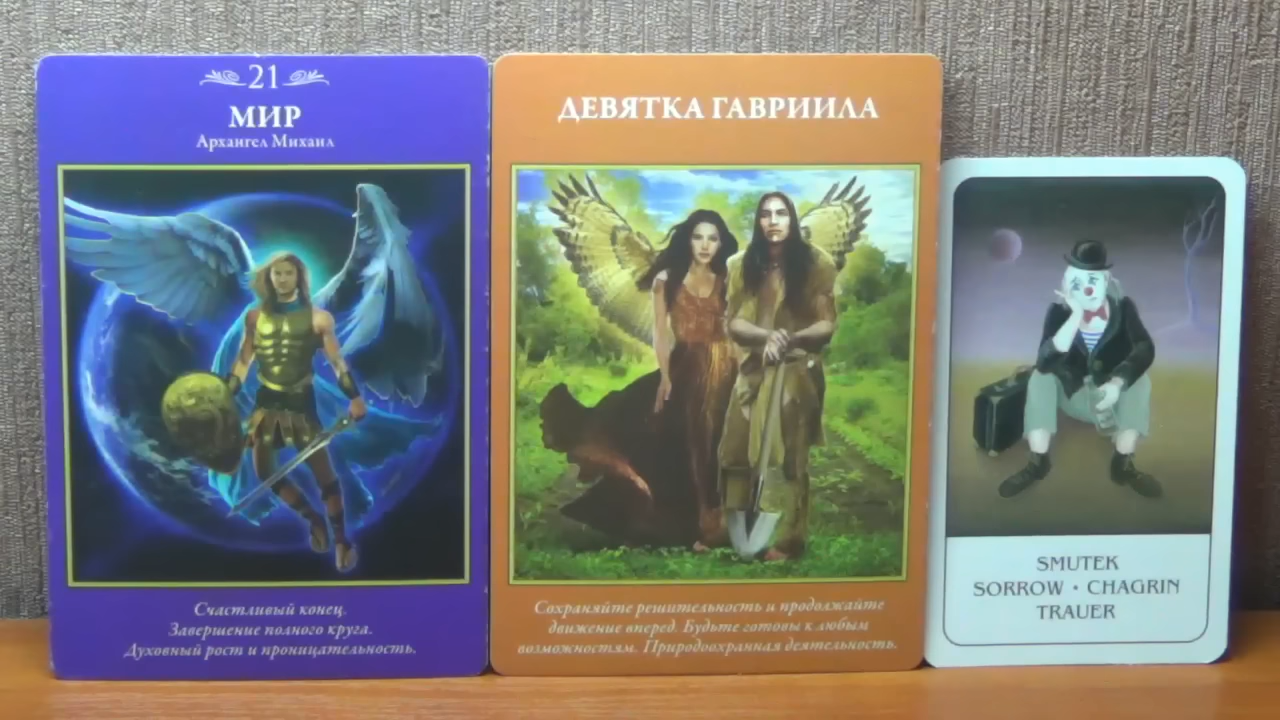 21
МИР
Архангел Михаил
Счастливый конец.
Завершение полного круга.
Духовный рост и проницательность.
ДЕВЯТКА ГАВРИИЛА
Сохраняйте решительность и продолжайте
движение вперед. Будьте готовы к любым
возможностям. Природоохранная деятельность.
SMUTEK
SORROW • CHAGRIN
TRAUER